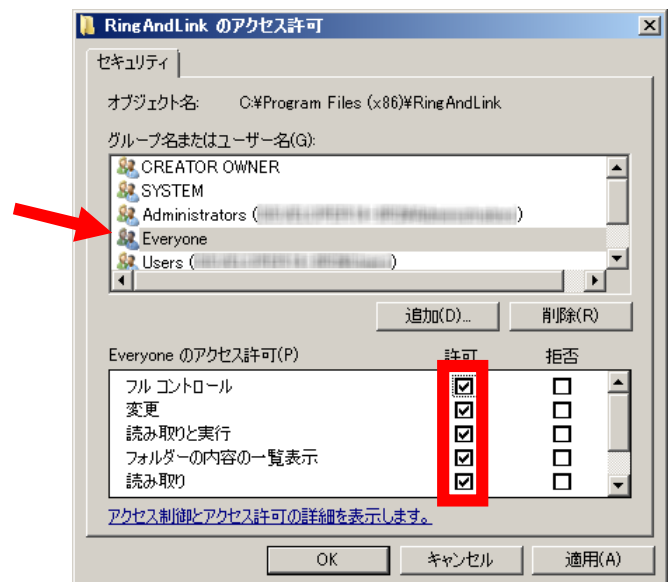 RingAndLink のアクセス許可
セキュリティ
オブジェクト名: C:¥Program Files (x86)¥RingAndLink
グループ名またはユーザー名(G):
CREATOR OWNER
SYSTEM
Administrators ( )
Everyone
Users ( )
追加(D)... 削除(R)
Everyone のアクセス許可(P) 許可 拒否
フル コントロール
変更
読み取りと実行
フォルダーの内容の一覧表示
読み取り
アクセス制御とアクセス許可の詳細を表示します。
OK キャンセル 適用(A)